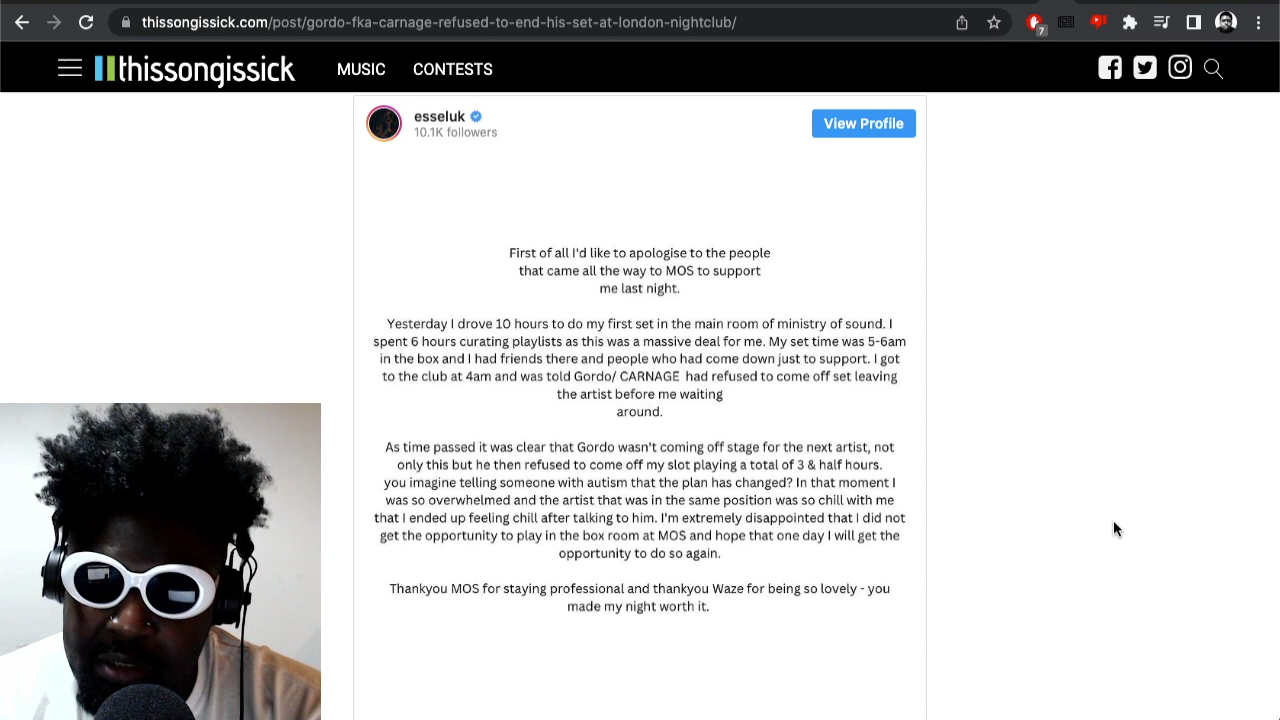 thissongissick.com/post/gordo-fka-carnage-refused-to-end-his-set-at-london-nightclub/
7
thissongissick
MUSIC
CONTESTS
esseluk
10.1K followers
View Profile
First of all I'd like to apologise to the people
that came all the way to MOS to support
me last night.
Yesterday I drove 10 hours to do my first set in the main room of ministry of sound. I
spent 6 hours curating playlists as this was a massive deal for me. My set time was 5-6am
in the box and I had friends there and people who had come down just to support. I got
to the club at 4am and was told Gordo/ CARNAGE had refused to come off set leaving
the artist before me waiting
around.
As time passed it was clear that Gordo wasn't coming off stage for the next artist, not
only this but he then refused to come off my slot playing a total of 3 & half hours.
you imagine telling someone with autism that the plan has changed? In that moment I
was so overwhelmed and the artist that was in the same position was so chill with me
that I ended up feeling chill after talking to him. I'm extremely disappointed that I did not
get the opportunity to play in the box room at MOS and hope that one day I will get the
opportunity to do so again.
Thankyou MOS for staying professional and thankyou Waze for being so lovely - you
made my night worth it.